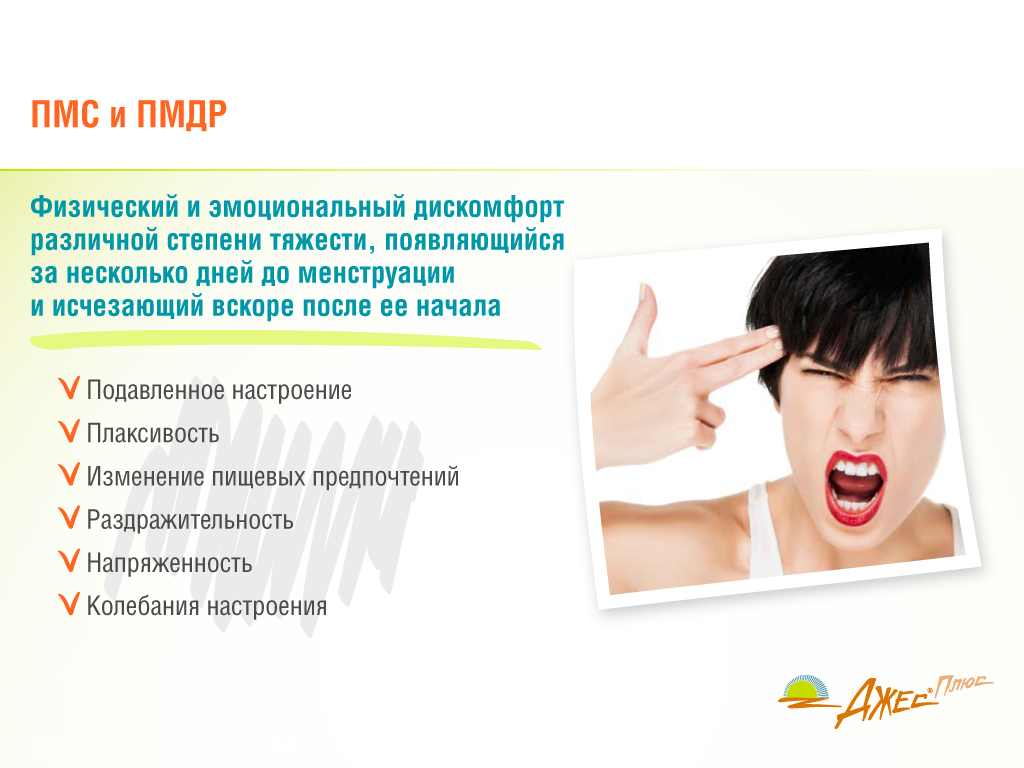 ПМС и ПМДР
Физический и эмоциональный дискомфорт
различной степени тяжести, появляющийся
за несколько дней до менструации
и исчезающий вскоре после ее начала
Подавленное настроение
Плаксивость
Изменение пищевых предпочтений
Раздражительность
Напряженность
Колебания настроения
Джес® Плюс